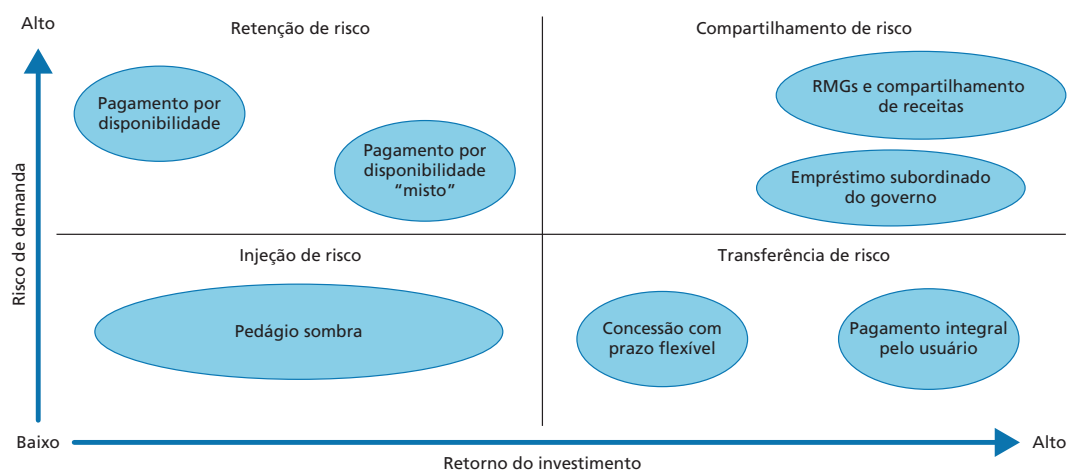 Alto
Retenção de risco
Compartilhamento de risco
Pagamento por
disponibilidade
Pagamento por
disponibilidade
“misto”
RMGs e compartilhamento
de receitas
Empréstimo subordinado
do governo
Risco de demanda
Injeção de risco
Transferência de risco
Pedágio sombra
Concessão com
prazo flexível
Pagamento integral
pelo usuário
Baixo
Alto
Retorno do investimento